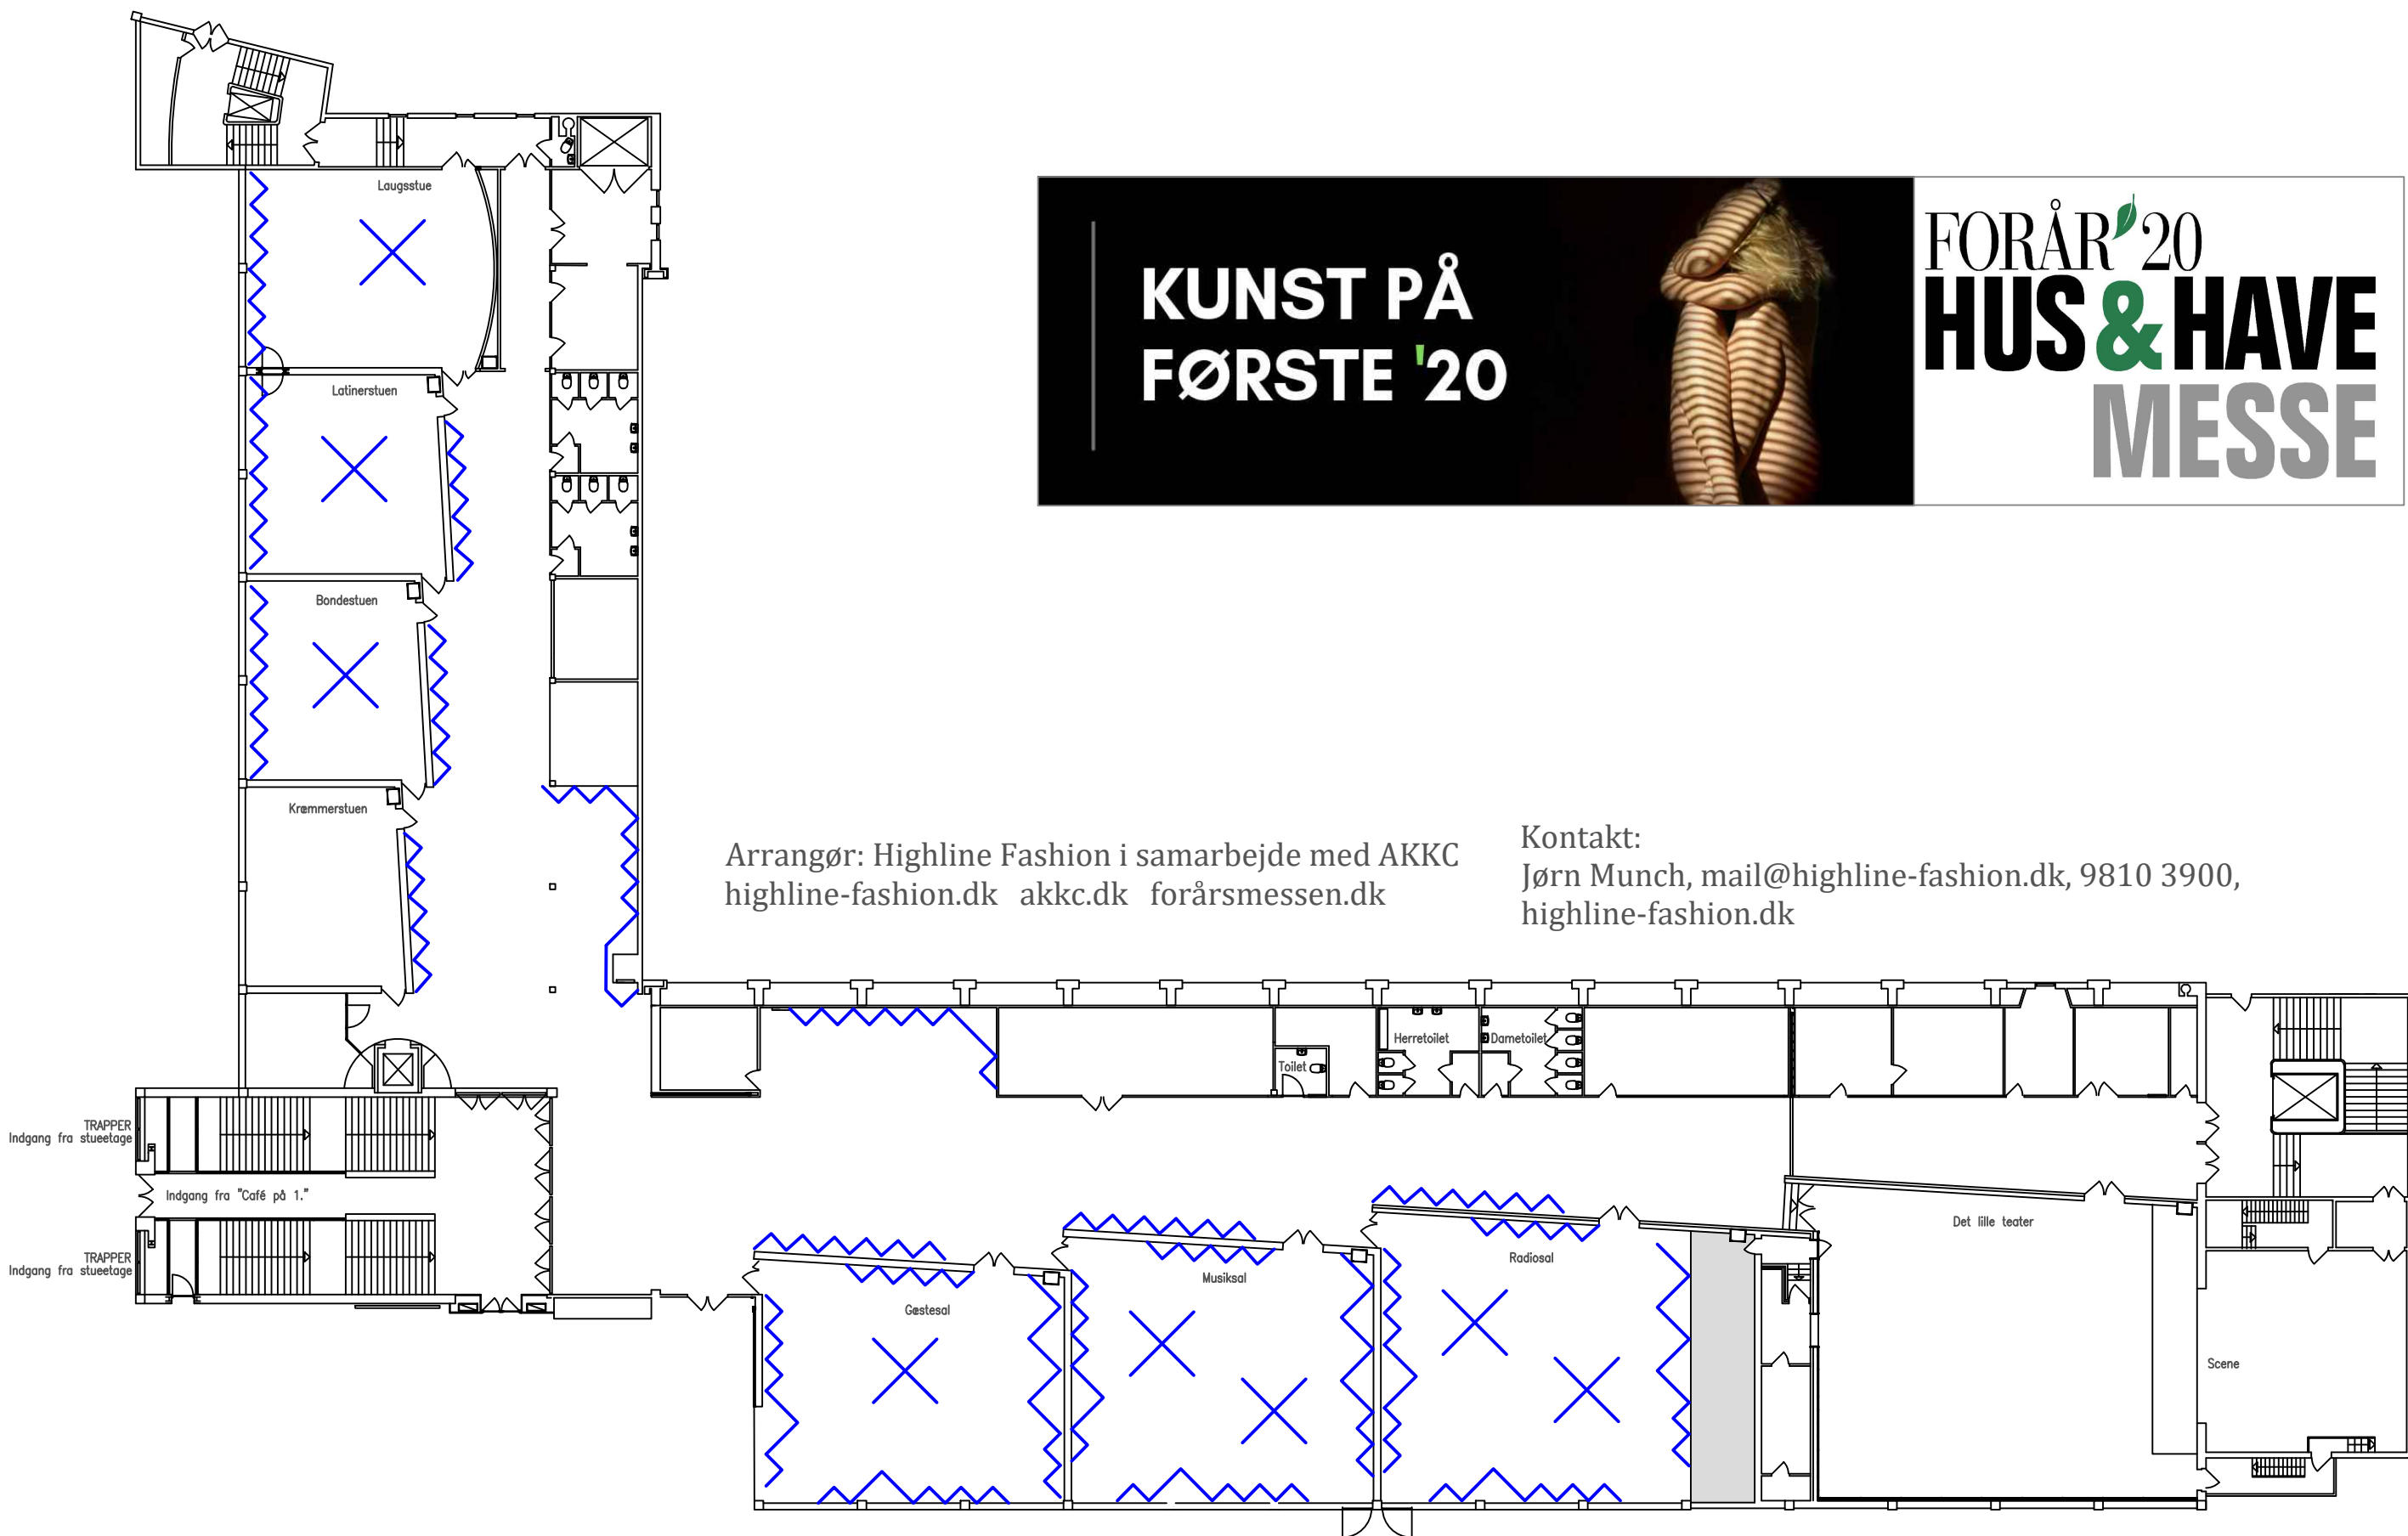 Laugsstue
KUNST PÅ
FØRSTE '20
FORÅR'20
HUS & HAVE
MESSE
Latinerstuen
Bondestuen
Kræmmerstuen
Arrangør: Highline Fashion i samarbejde med AKKC
highline-fashion.dk akkc.dk forårsmessen.dk
Kontakt:
Jørn Munch, mail@highline-fashion.dk, 9810 3900,
highline-fashion.dk
Herretoilet
Dametoilet
Toilet
TRAPPER
Indgang fra stueetage
Indgang fra "Café på 1."
TRAPPER
Indgang fra stueetage
Gæstesal
Musiksal
Radiosal
Det lille teater
Scene